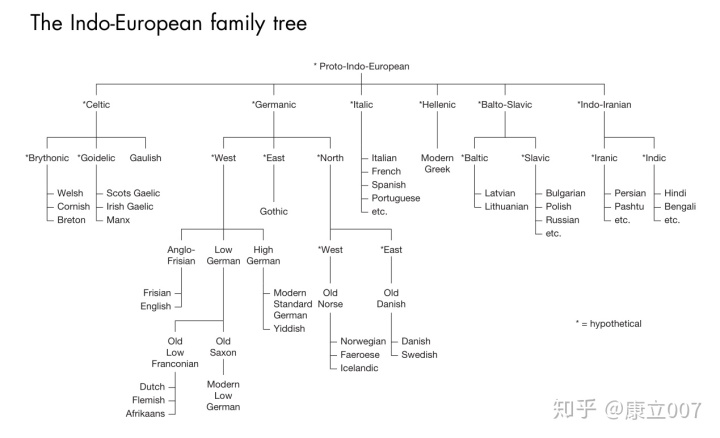 The Indo-European family tree
* Proto-Indo-European
*Celtic
*Germanic
*Italic
*Hellenic
*Balto-Slavic
*Indo-Iranian
*Brythonic
*Goidelic
Gaulish
*West
*East
*North
Italian
French
Spanish
Portuguese
etc.
Modern
Greek
*Baltic
*Slavic
*Iranic
*Indic
Welsh
Cornish
Breton
Scots Gaelic
Irish Gaelic
Manx
Gothic
Latvian
Lithuanian
Bulgarian
Polish
Russian
etc.
Persian
Pashtu
etc.
Hindi
Bengali
etc.
Anglo-
Frisian
Low
German
High
German
*West
*East
Frisian
English
Modern
Standard
German
Yiddish
Old
Norse
Old
Danish
Old
Low
Franconian
Old
Saxon
Norwegian
Faeroese
Icelandic
Danish
Swedish
* = hypothetical
Dutch
Flemish
Afrikaans
Modern
Low
German
知乎 @康立007